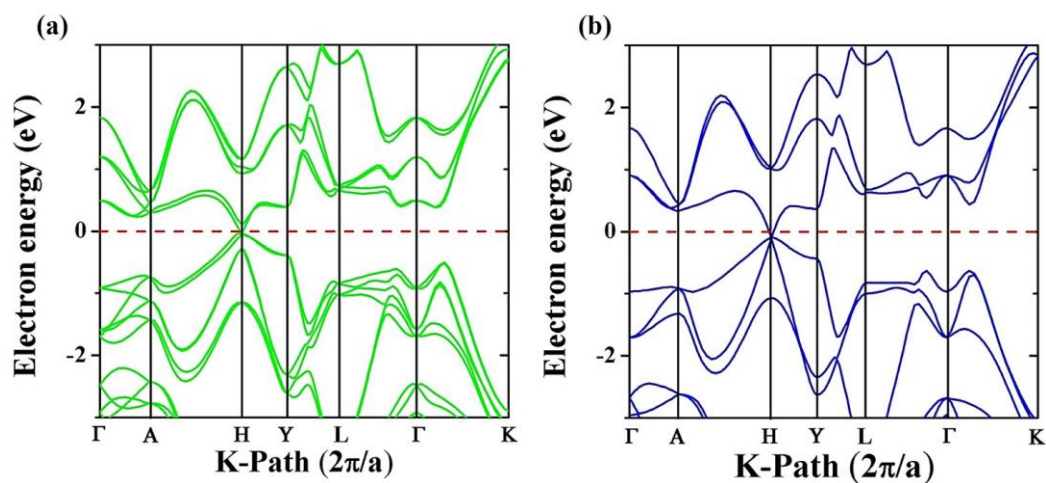 (a)
Electron energy (eV)
2
0
-2
Γ A H Y L Γ K
K-Path (2π/a)
(b)
Electron energy (eV)
2
0
-2
Γ A H Y L Γ K
K-Path (2π/a)